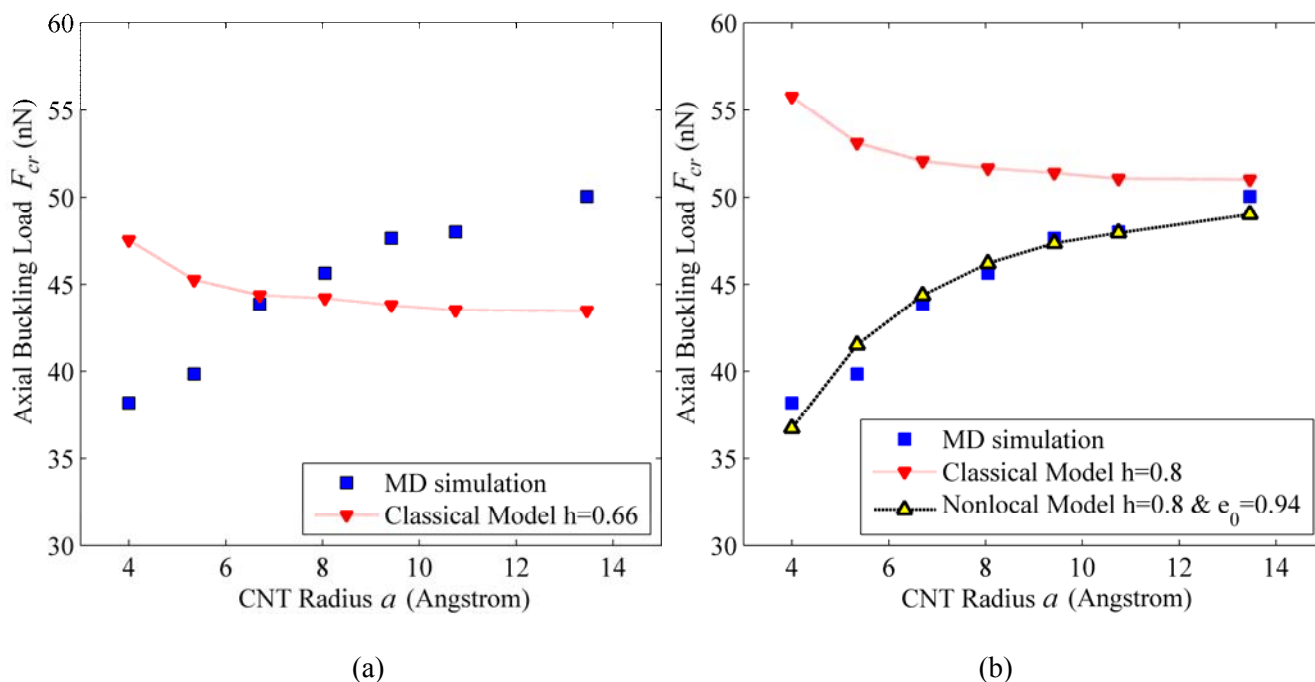 60
55
50
45
40
35
30
Axial Buckling Load F_cr (nN)
4 6 8 10 12 14
CNT Radius a (Angstrom)
MD simulation
Classical Model h=0.66
(a)
60
55
50
45
40
35
30
Axial Buckling Load F_cr (nN)
4 6 8 10 12 14
CNT Radius a (Angstrom)
MD simulation
Classical Model h=0.8
Nonlocal Model h=0.8 & e_0=0.94
(b)